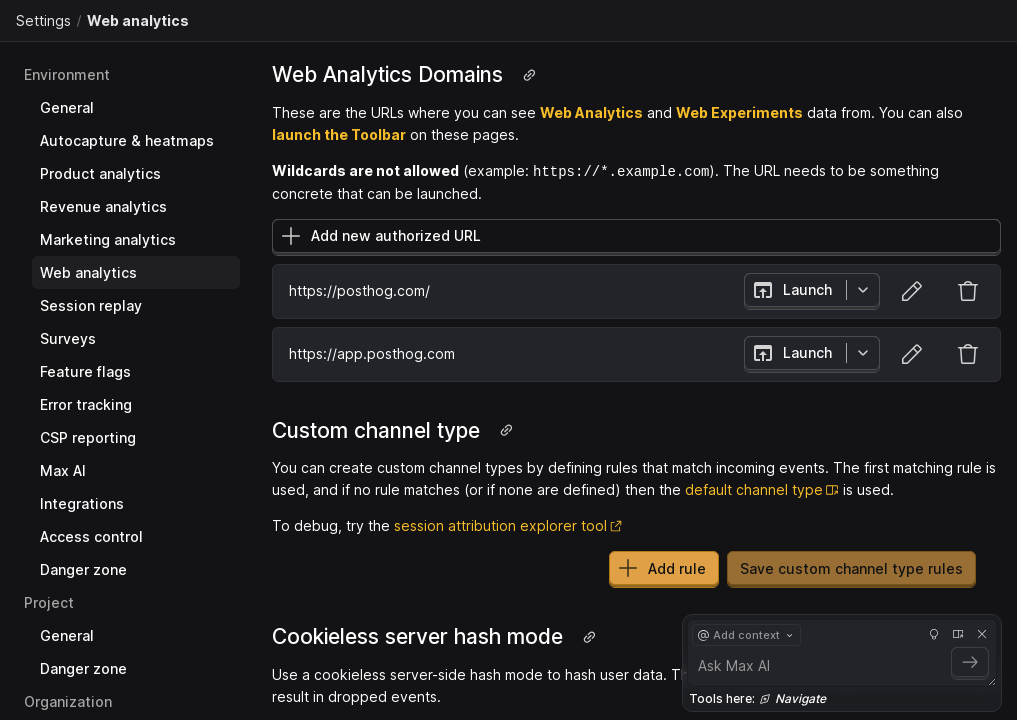 Settings / Web analytics
Environment
General
Autocapture & heatmaps
Product analytics
Revenue analytics
Marketing analytics
Web analytics
Session replay
Surveys
Feature flags
Error tracking
CSP reporting
Max AI
Integrations
Access control
Danger zone
Project
General
Danger zone
Organization
Web Analytics Domains
These are the URLs where you can see Web Analytics and Web Experiments data from. You can also
launch the Toolbar on these pages.
Wildcards are not allowed (example: https://*.example.com). The URL needs to be something
concrete that can be launched.
Add new authorized URL
https://posthog.com/ Launch
https://app.posthog.com Launch
Custom channel type
You can create custom channel types by defining rules that match incoming events. The first matching rule is
used, and if no rule matches (or if none are defined) then the default channel type is used.
To debug, try the session attribution explorer tool
Add rule Save custom channel type rules
Cookieless server hash mode
Use a cookieless server-side hash mode to hash user data.
result in dropped events.
@ Add context
Ask Max AI
Tools here: Navigate